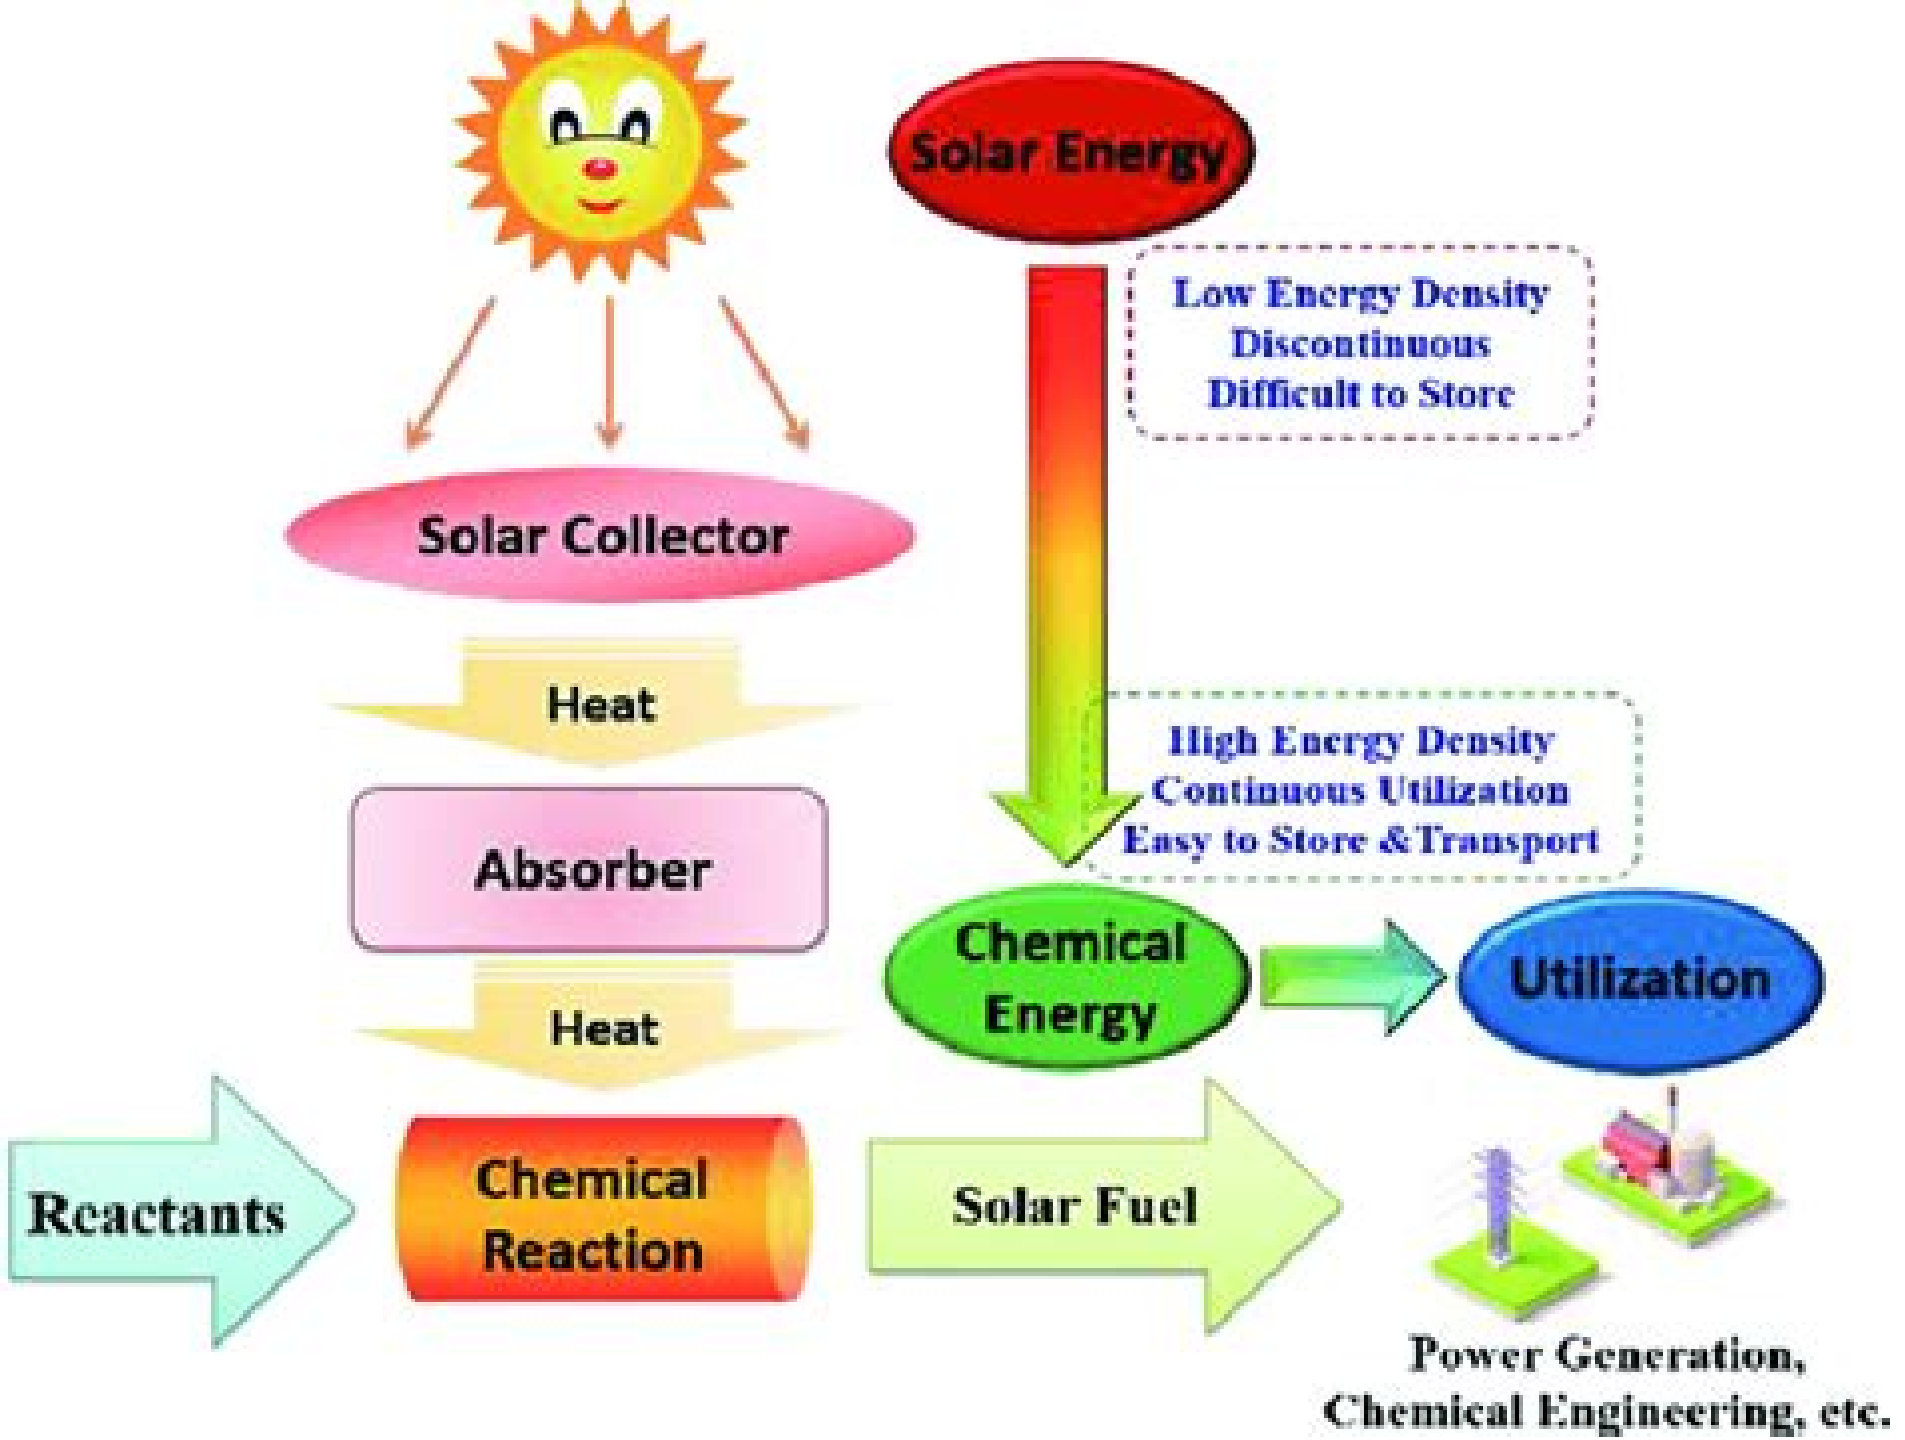 Solar Energy
Low Energy Density
Discontinuous
Difficult to Store
Solar Collector
Heat
High Energy Density
Continuous Utilization
Easy to Store & Transport
Absorber
Chemical
Energy
Utilization
Heat
Reactants
Chemical
Reaction
Solar Fuel
Power Generation,
Chemical Engineering, etc.